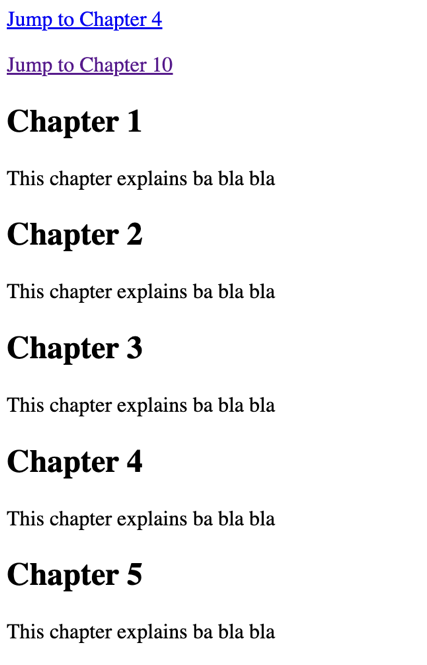 Jump to Chapter 4
Jump to Chapter 10
Chapter 1
This chapter explains ba bla bla
Chapter 2
This chapter explains ba bla bla
Chapter 3
This chapter explains ba bla bla
Chapter 4
This chapter explains ba bla bla
Chapter 5
This chapter explains ba bla bla